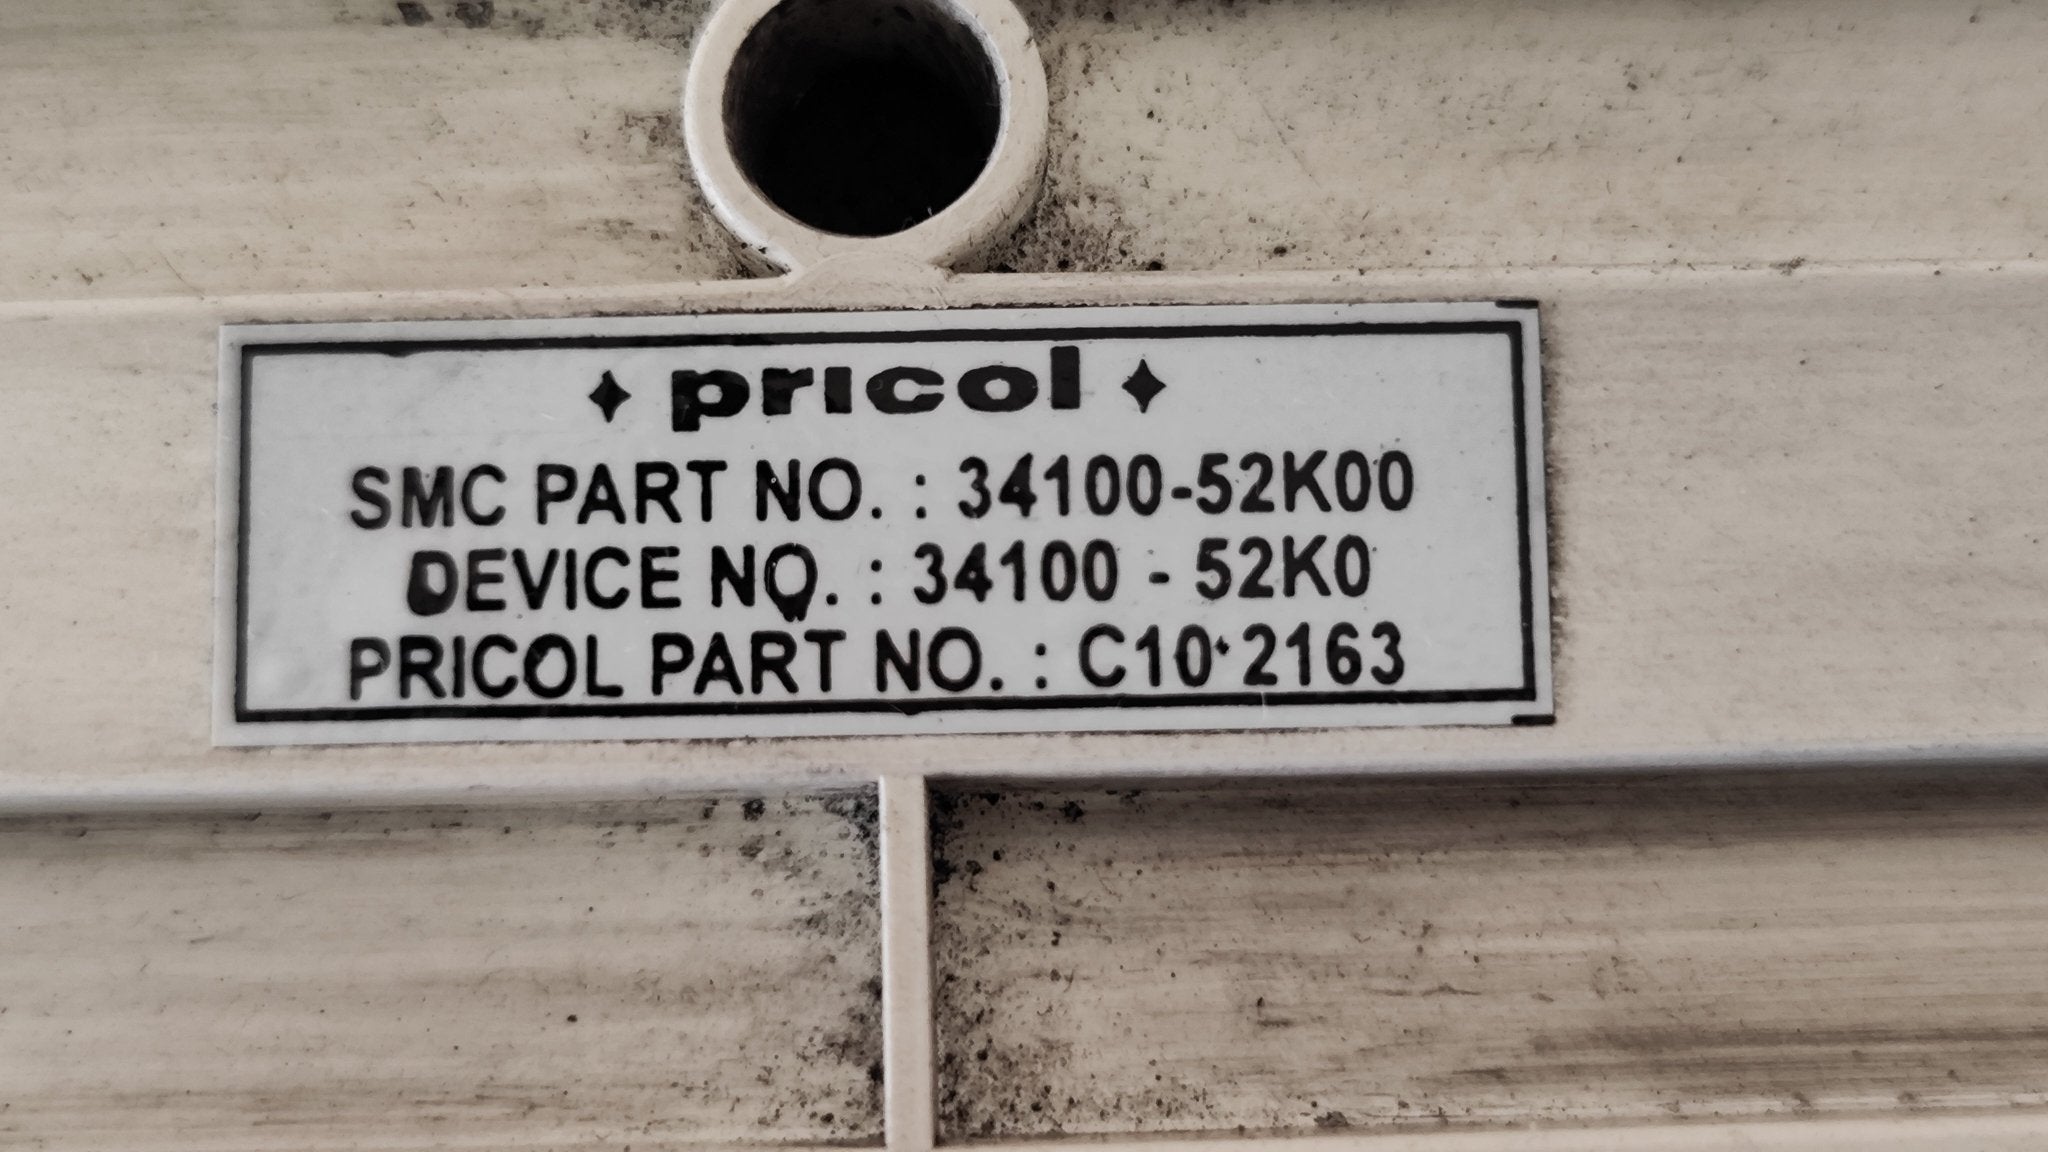 pricol
SMC PART NO. : 34100-52K00
DEVICE NO. : 34100 - 52K0
PRICOL PART NO. : C10·2163